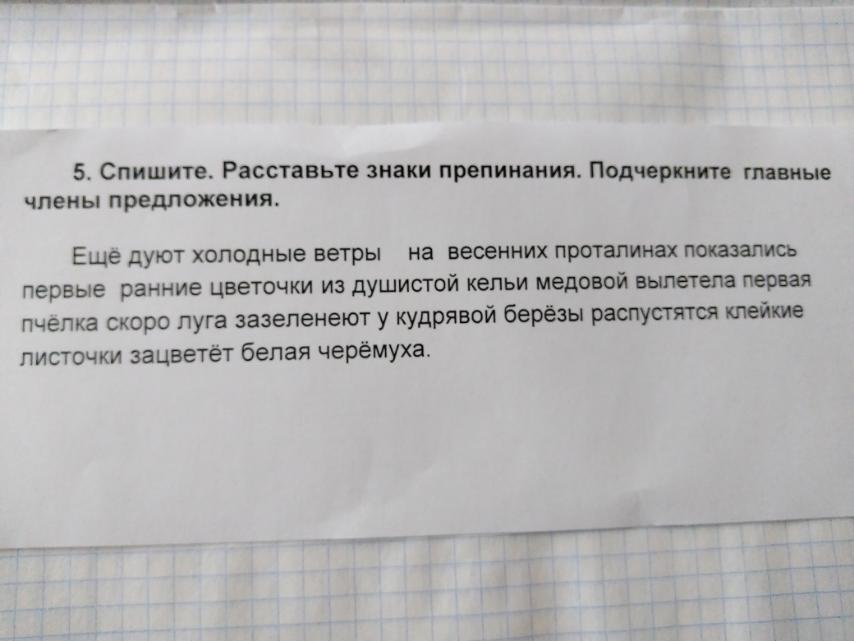 5. Спишите. Расставьте знаки препинания. Подчеркните главные
члены предложения.
Ещё дуют холодные ветры на весенних проталинах показались
первые ранние цветочки из душистой кельи медовой вылетела первая
пчёлка скоро луга зазеленеют у кудрявой берёзы распустятся клейкие
листочки зацветёт белая черёмуха.